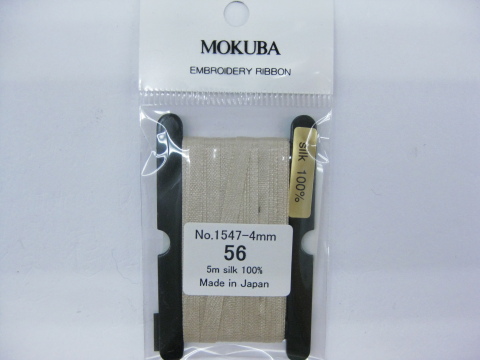 MOKUBA
EMBROIDERY RIBBON
silk 100%
No.1547-4mm
56
5m silk 100%
Made in Japan